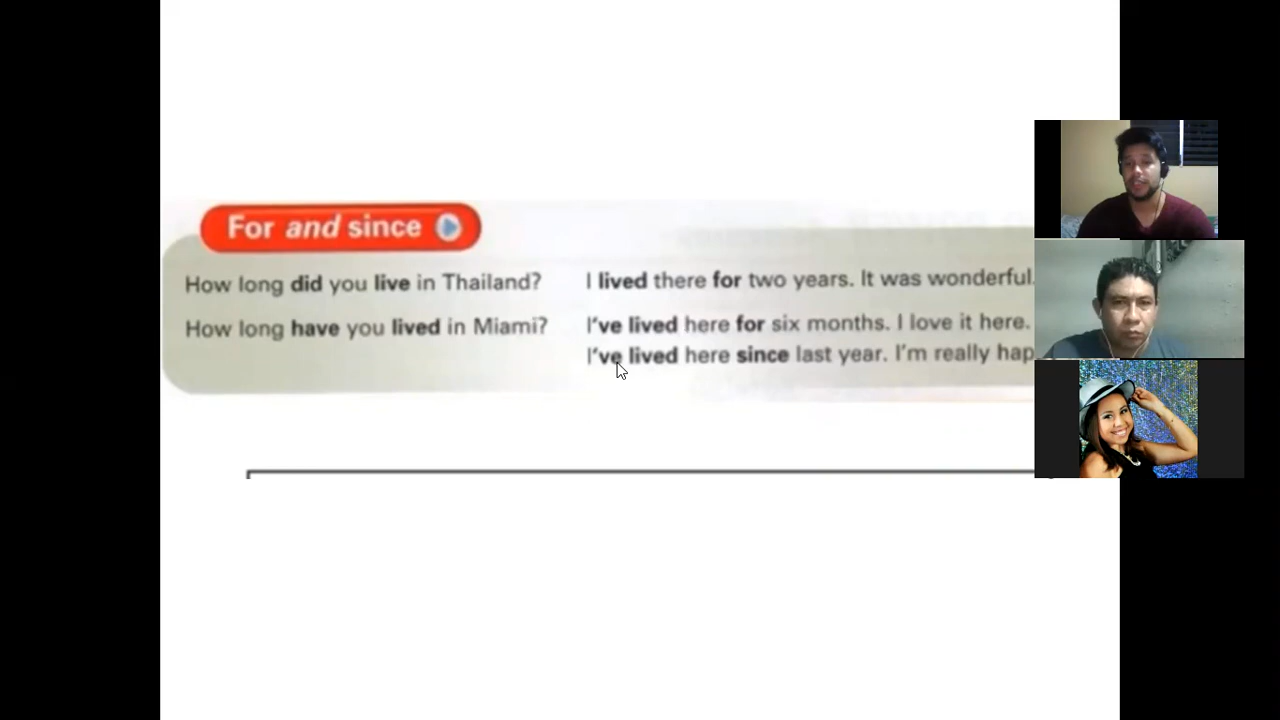 For and since
How long did you live in Thailand? I lived there for two years. It was wonderful.
How long have you lived in Miami? I've lived here for six months. I love it here.
I've lived here since last year. I'm really